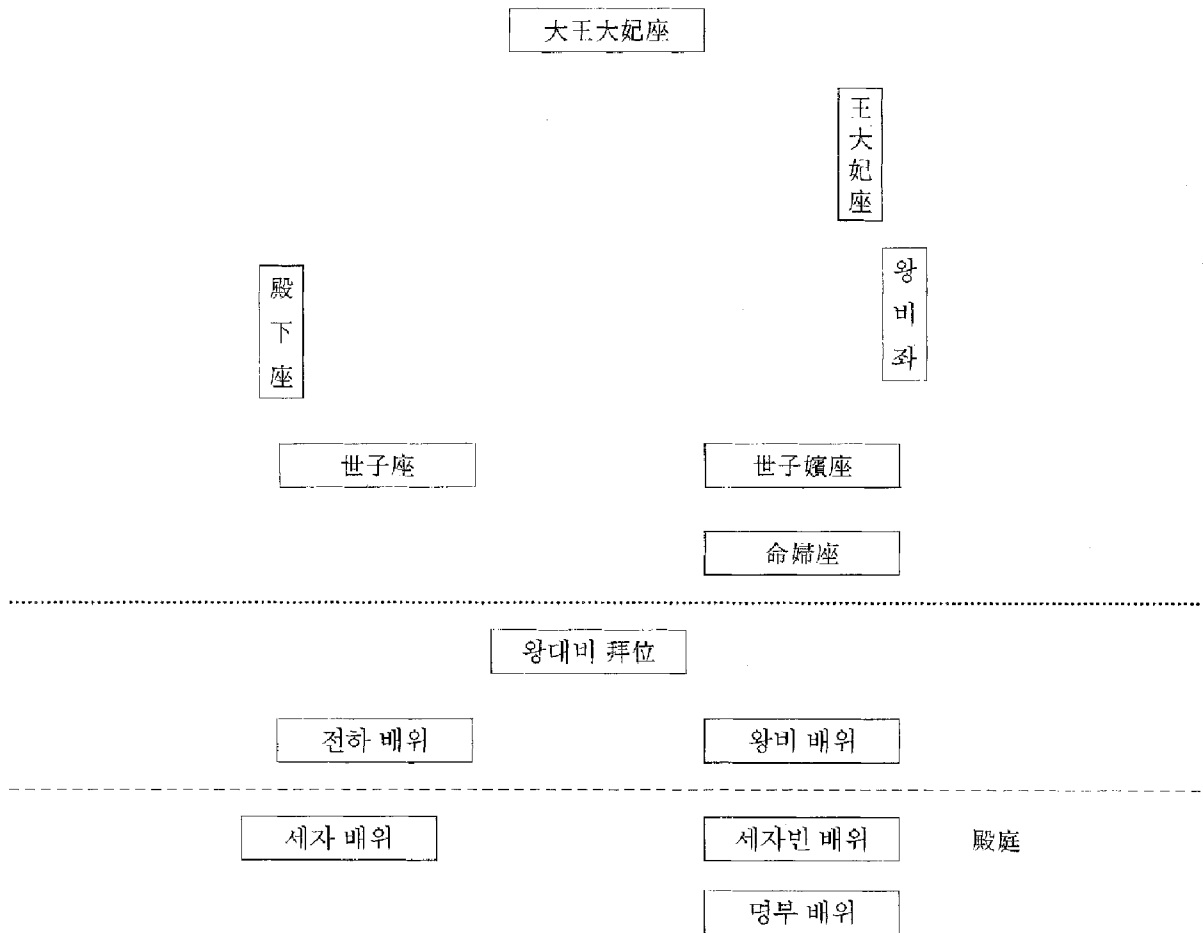 大王大妃座
王大妃座
왕비좌
殿下座
世子座 世子嬪座
命婦座
왕대비 拜位
전하 배위 왕비 배위
세자 배위 세자빈 배위 殿庭
명부 배위